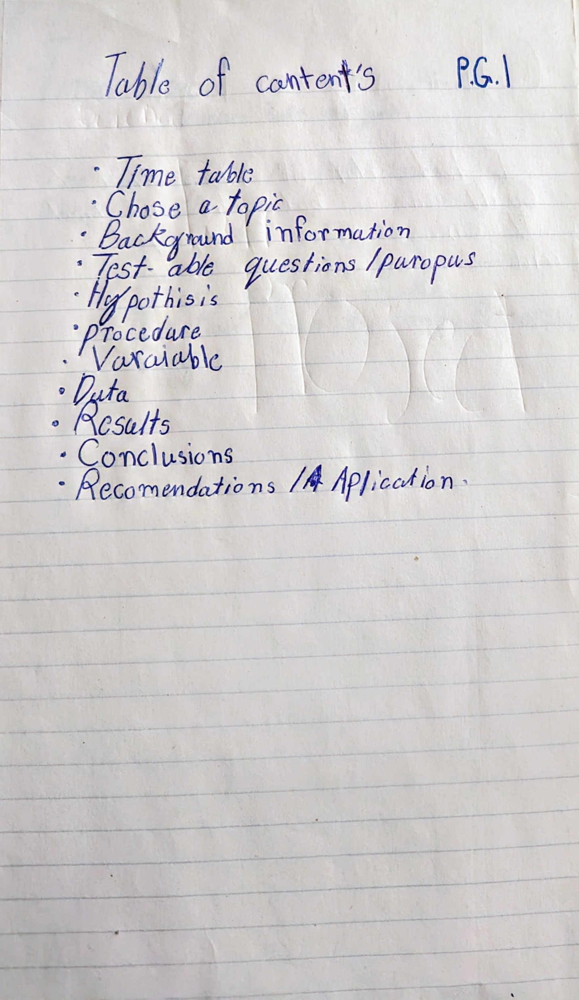 Table of content's P.G.1
• Time table
• Chose a topic
• Background information
• Test-able questions /puropus
• Hypothisis
• procedure
• Varaiable
• Data
• Results
• Conclusions
• Recomendations /A Aplication.